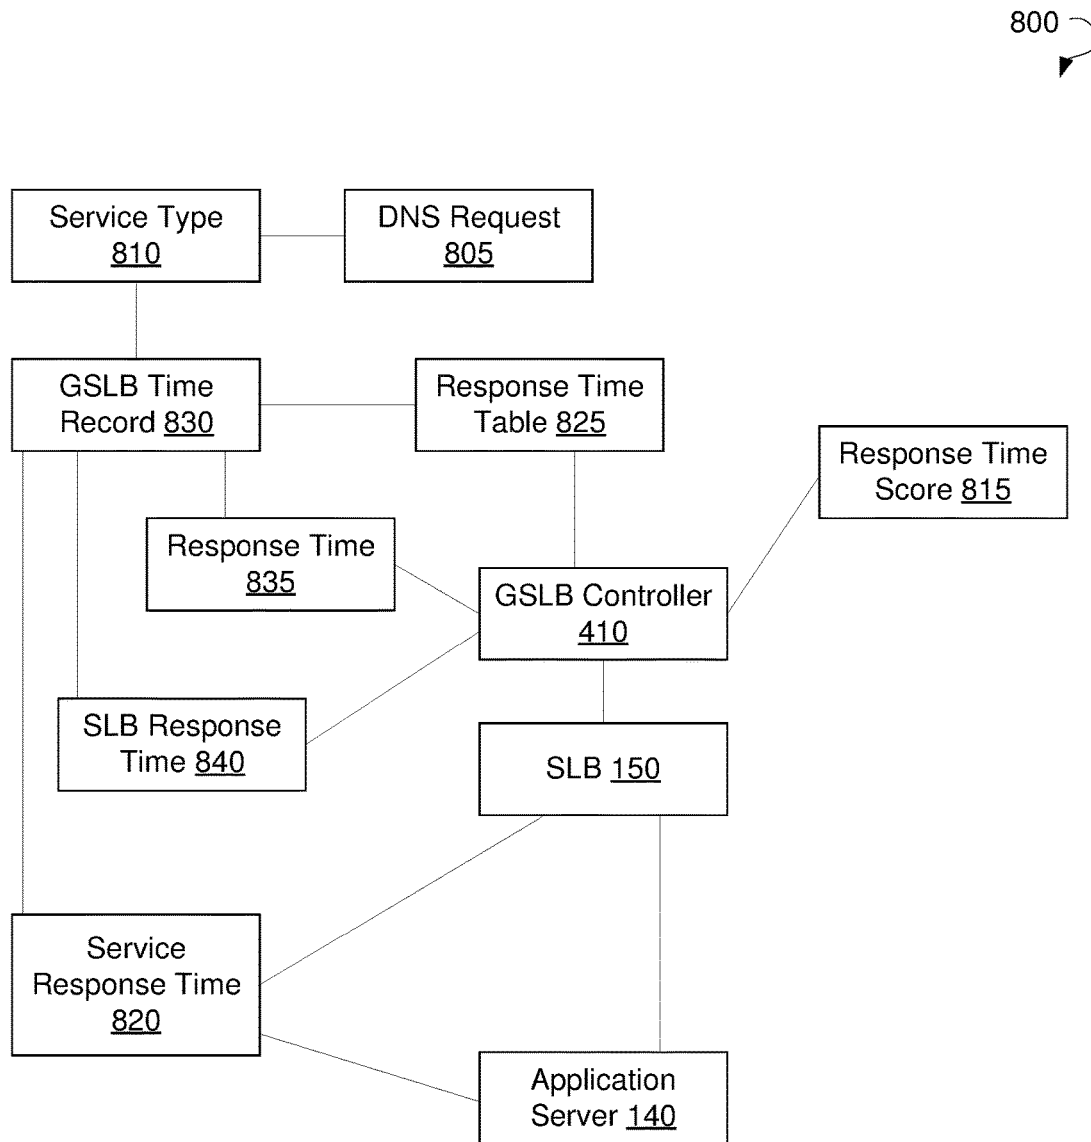 800
Service Type
810
DNS Request
805
GSLB Time
Record 830
Response Time
Table 825
Response Time
Score 815
Response Time
835
GSLB Controller
410
SLB Response
Time 840
SLB 150
Service
Response Time
820
Application
Server 140